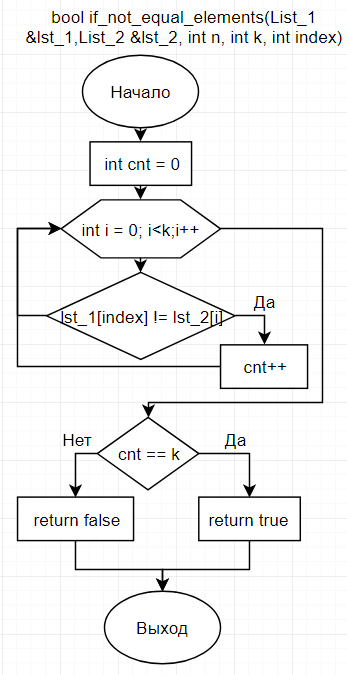 bool if_not_equal_elements(List_1
&lst_1,List_2 &lst_2, int n, int k, int index)
Начало
int cnt = 0
int i = 0; i<k;i++
lst_1[index] != lst_2[i]
Да
cnt++
cnt == k
Нет
Да
return false
return true
Выход